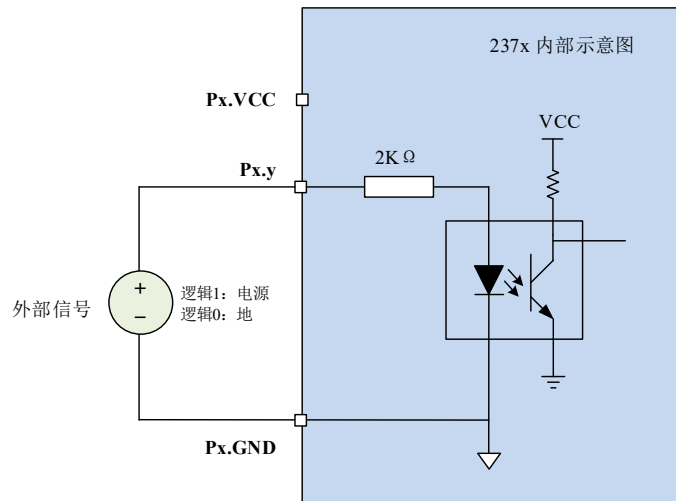 237x 内部示意图
Px.VCC
VCC
Px.y
2K Ω
外部信号
+
−
逻辑1：电源
逻辑0：地
Px.GND